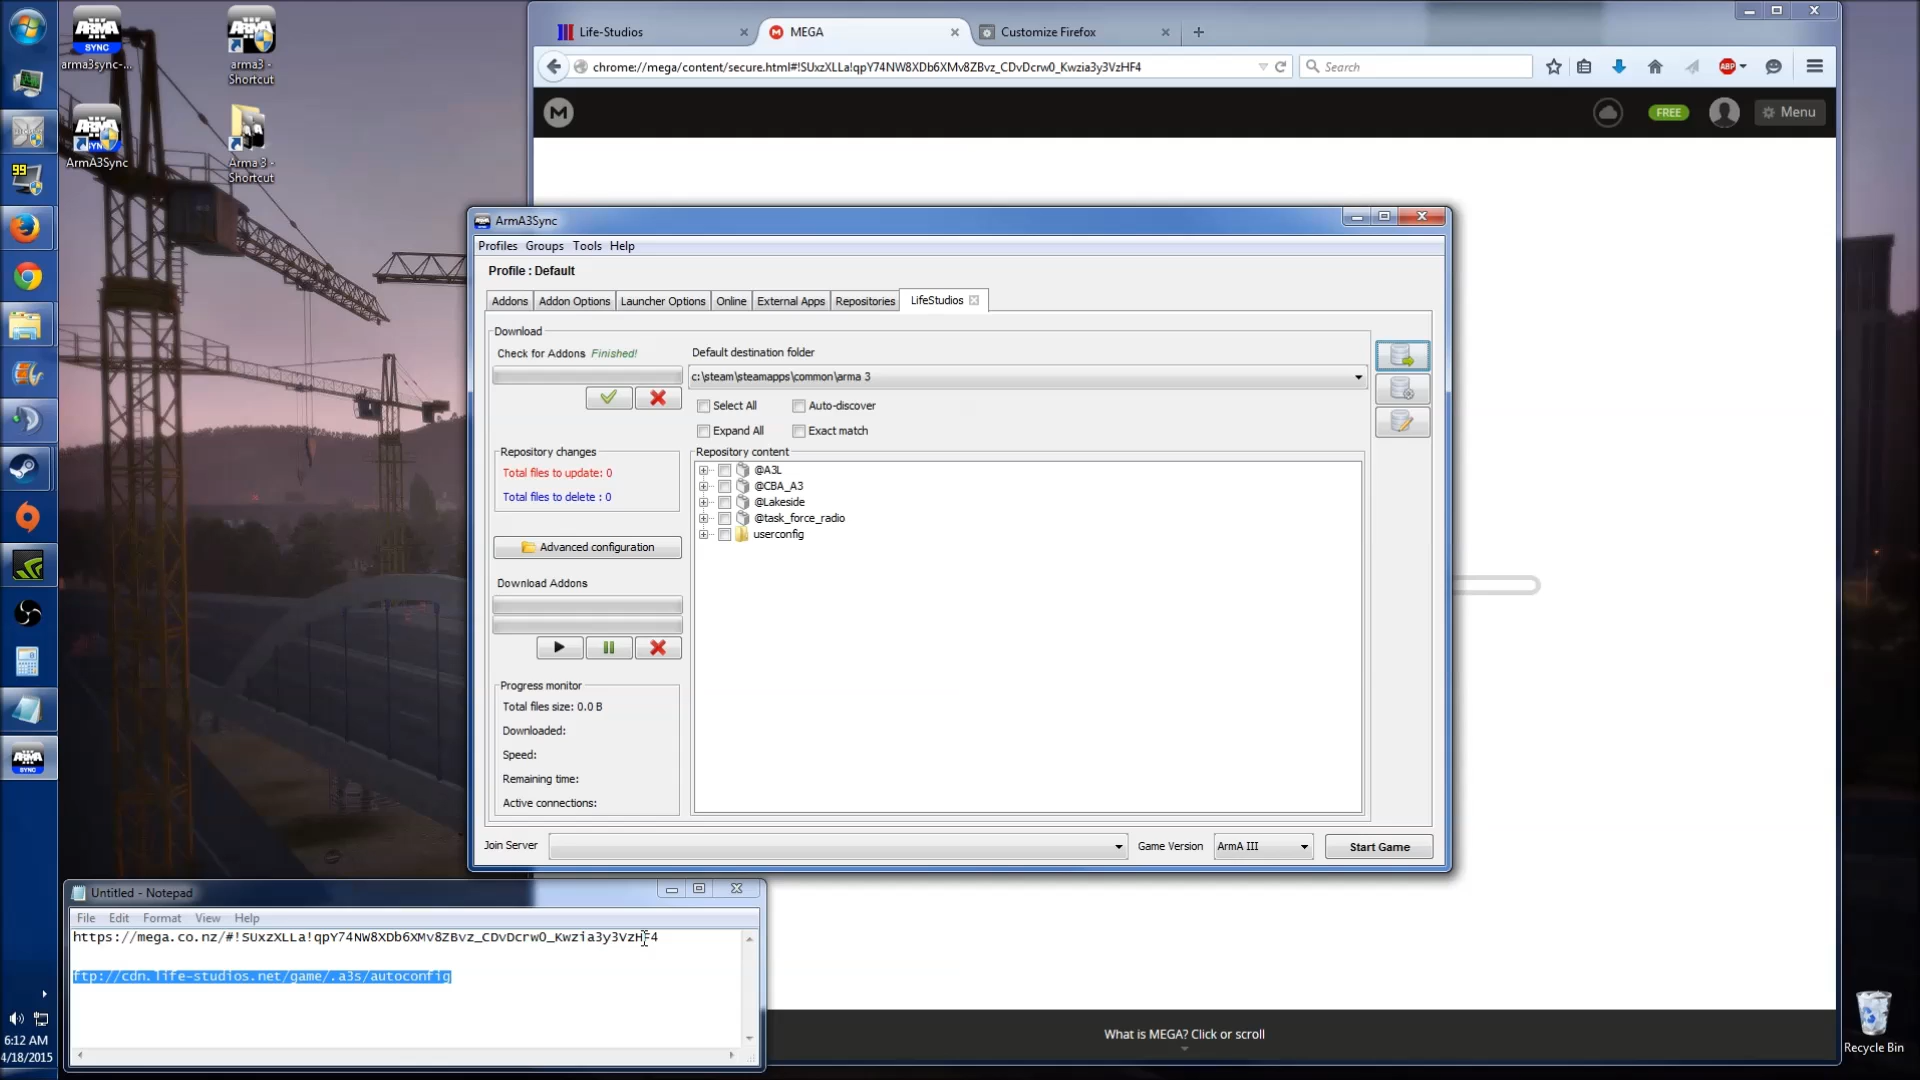 arma3sync-...
arma3 -
Shortcut
ArmA3Sync
Arma 3 -
Shortcut
ARMA
SYNC
99
6:12 AM
4/18/2015
Life-Studios
MEGA
Customize Firefox
chrome://mega/content/secure.html#!SUxzXLLa!qpY74NW8XDb6XMv8ZBvz_CDvDcrw0_Kwzia3y3VzHF4
Search
ABP
M
FREE
Menu
ArmA3Sync
Profiles Groups Tools Help
Profile : Default
Addons Addon Options Launcher Options Online External Apps Repositories LifeStudios
Download
Check for Addons Finished!
Default destination folder
c:\steam\steamapps\common\arma 3
Select All Auto-discover
Expand All Exact match
Repository changes
Total files to update: 0
Total files to delete : 0
Repository content
@A3L
@CBA_A3
@Lakeside
@task_force_radio
userconfig
Advanced configuration
Download Addons
Progress monitor
Total files size: 0.0 B
Downloaded:
Speed:
Remaining time:
Active connections:
Join Server
Game Version ArmA III
Start Game
Untitled - Notepad
File Edit Format View Help
https://mega.co.nz/#!SUxzXLLa!qpY74NW8XDb6XMv8ZBvz_CDvDcrw0_Kwzia3y3VzHF4
ftp://cdn.life-studios.net/game/.a3s/autoconfig
What is MEGA? Click or scroll
Recycle Bin